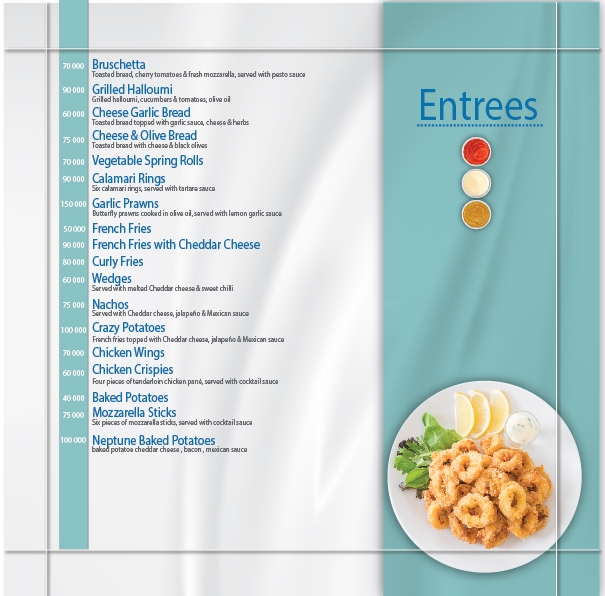 70 000 Bruschetta
Toasted bread, cherry tomatoes & fresh mozzarella, served with pesto sauce
90 000 Grilled Halloumi
Grilled halloumi, cucumbers & tomatoes, olive oil
60 000 Cheese Garlic Bread
Toasted bread topped with garlic sauce, cheese & herbs
75 000 Cheese & Olive Bread
Toasted bread with cheese & black olives
70 000 Vegetable Spring Rolls
90 000 Calamari Rings
Six calamari rings, served with tartare sauce
150 000 Garlic Prawns
Butterfly prawns cooked in olive oil, served with lemon garlic sauce
50 000 French Fries
90 000 French Fries with Cheddar Cheese
80 000 Curly Fries
60 000 Wedges
Served with melted Cheddar cheese & sweet chilli
75 000 Nachos
Served with Cheddar cheese, jalapeño & Mexican sauce
100 000 Crazy Potatoes
French fries topped with Cheddar cheese, jalapeño & Mexican sauce
70 000 Chicken Wings
60 000 Chicken Crispies
Four pieces of tenderloin chicken pané, served with cocktail sauce
40 000 Baked Potatoes
75 000 Mozzarella Sticks
Six pieces of mozzarella sticks, served with cocktail sauce
100 000 Neptune Baked Potatoes
baked potatoe cheddar cheese , bacon , mexican sauce
Entrees